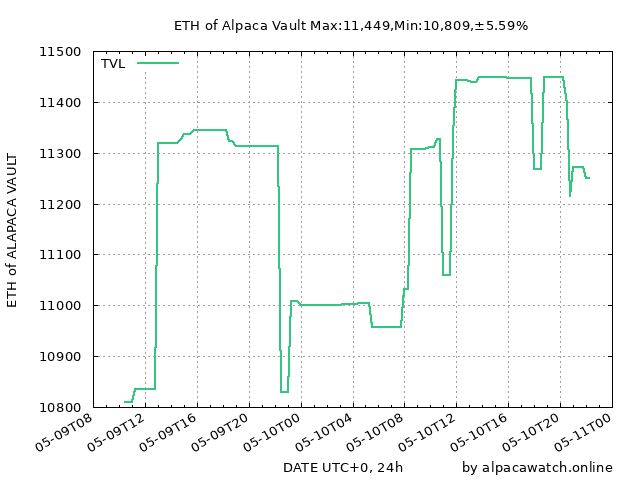 ETH of Alpaca Vault Max:11,449,Min:10,809,±5.59%
TVL
ETH of ALAPACA VAULT
11500
11400
11300
11200
11100
11000
10900
10800
05-09T08
05-09T12
05-09T16
05-09T20
05-10T00
05-10T04
05-10T08
05-10T12
05-10T16
05-10T20
05-11T00
DATE UTC+0, 24h
by alpacawatch.online